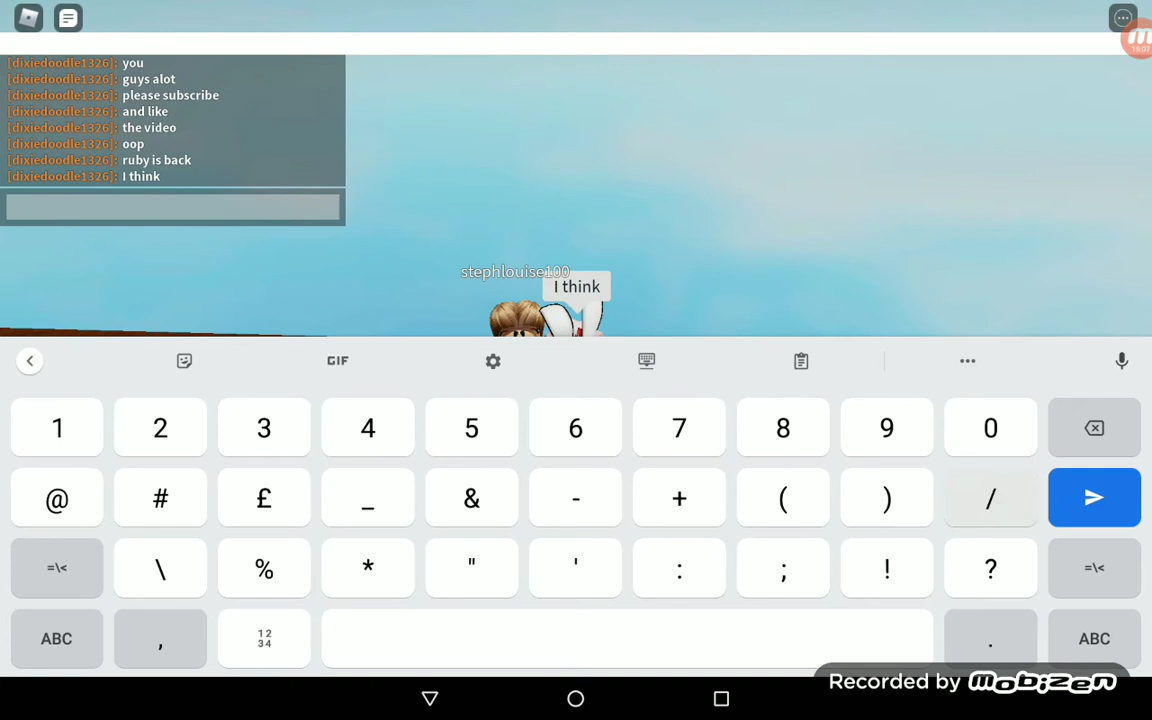 15:07
[dixiedoodle1326]: you
[dixiedoodle1326]: guys alot
[dixiedoodle1326]: please subscribe
[dixiedoodle1326]: and like
[dixiedoodle1326]: the video
[dixiedoodle1326]: oop
[dixiedoodle1326]: ruby is back
[dixiedoodle1326]: I think
stephlouise100
I think
GIF
1 2 3 4 5 6 7 8 9 0
@ # £ _ & - + ( ) /
=\< \ % * " ' : ; ! ? =\<
ABC , 12 . ABC
34
Recorded by mobizen